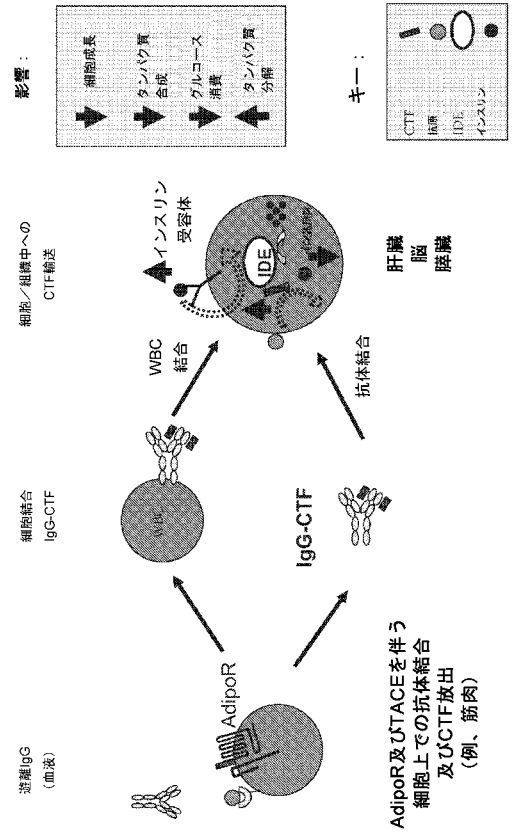 遊離IgG
(血液)
細胞結合
IgG-CTF
細胞/組織中への
CTF輸送
影響:
細胞成長
タンパク質
合成
グルコース
消費
タンパク質
分解
AdipoR
WBC
WBC
結合
インスリン
受容体
IDE
IgG-CTF
抗体結合
AdipoR及びTACEを伴う
細胞上での抗体結合
及びCTF放出
(例、筋肉)
肝臓
脳
膵臓
キー:
CTF
抗原
IDE
インスリン